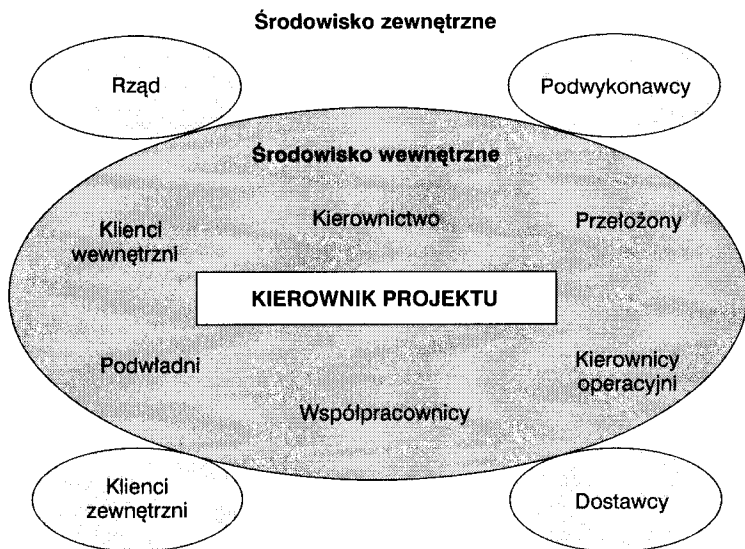 Środowisko zewnętrzne
Rząd
Podwykonawcy
Środowisko wewnętrzne
Klienci
wewnętrzni
Kierownictwo
Przełożony
KIEROWNIK PROJEKTU
Podwładni
Kierownicy
operacyjni
Współpracownicy
Klienci
zewnętrzni
Dostawcy